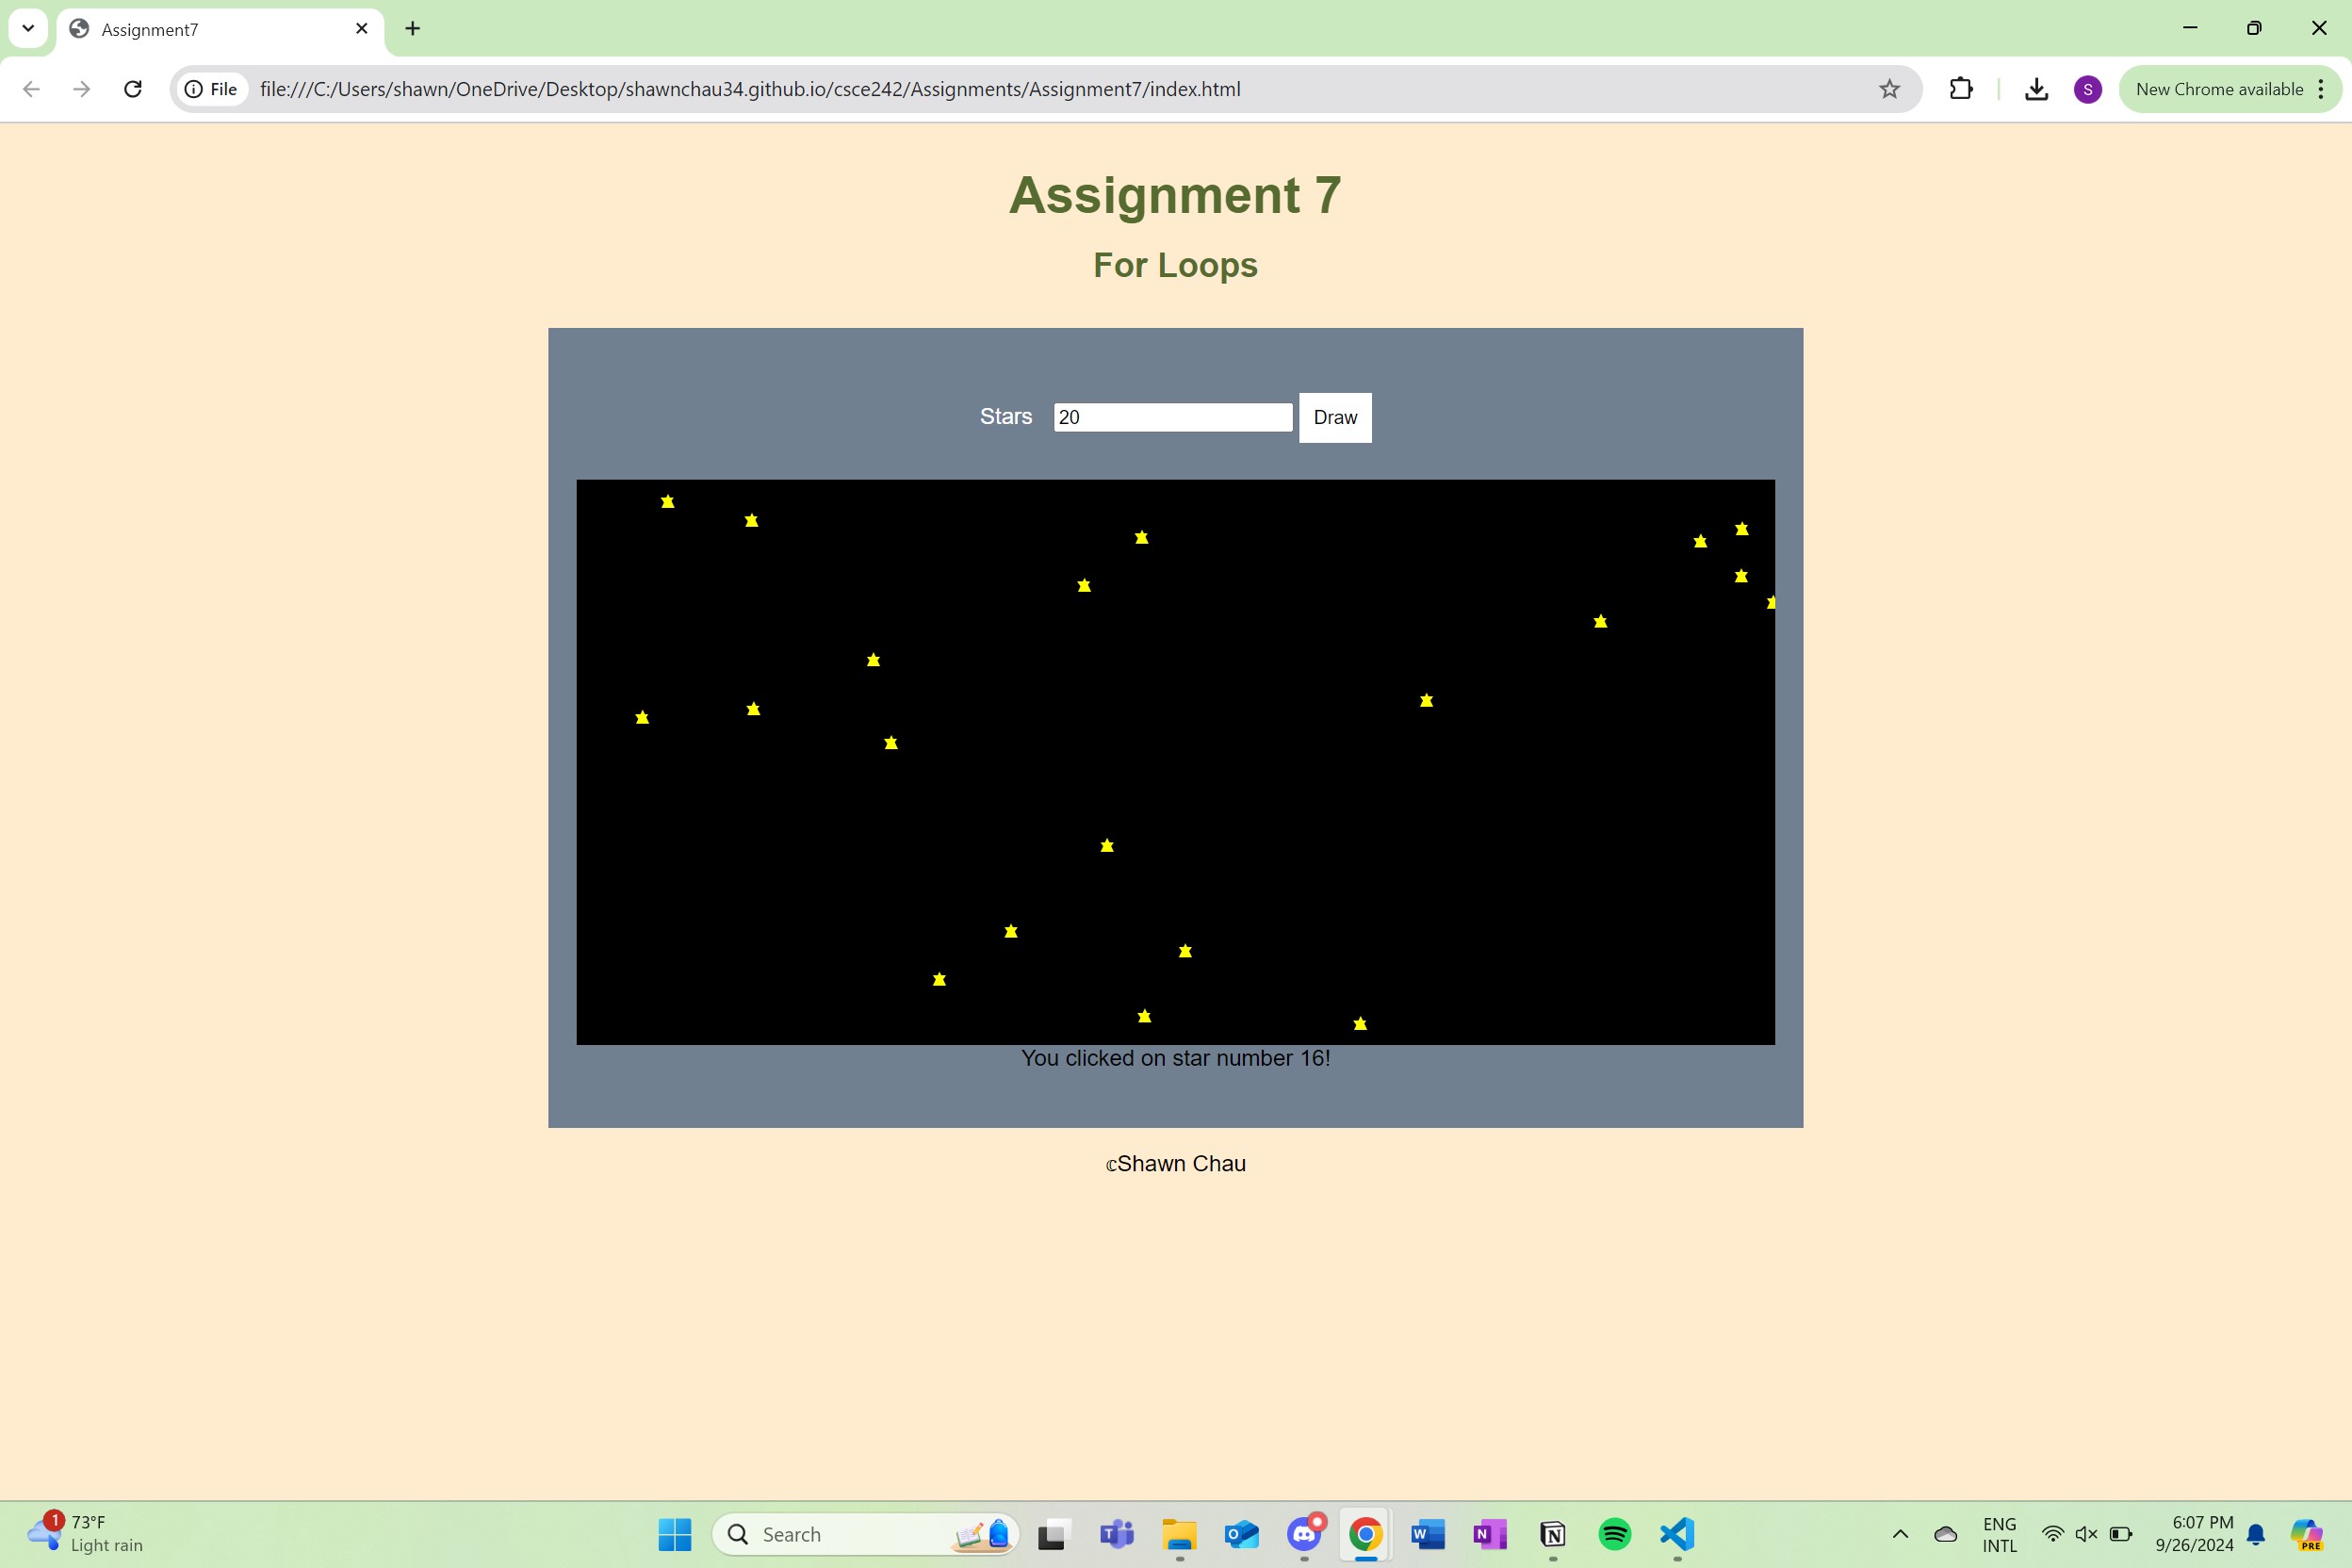 Assignment7
File
file:///C:/Users/shawn/OneDrive/Desktop/shawnchau34.github.io/csce242/Assignments/Assignment7/index.html
S
New Chrome available
Assignment 7
For Loops
Stars
20
Draw
You clicked on star number 16!
ℂShawn Chau
1
73°F
Light rain
Search
T
O
W
N
N
PRE
ENG
INTL
6:07 PM
9/26/2024